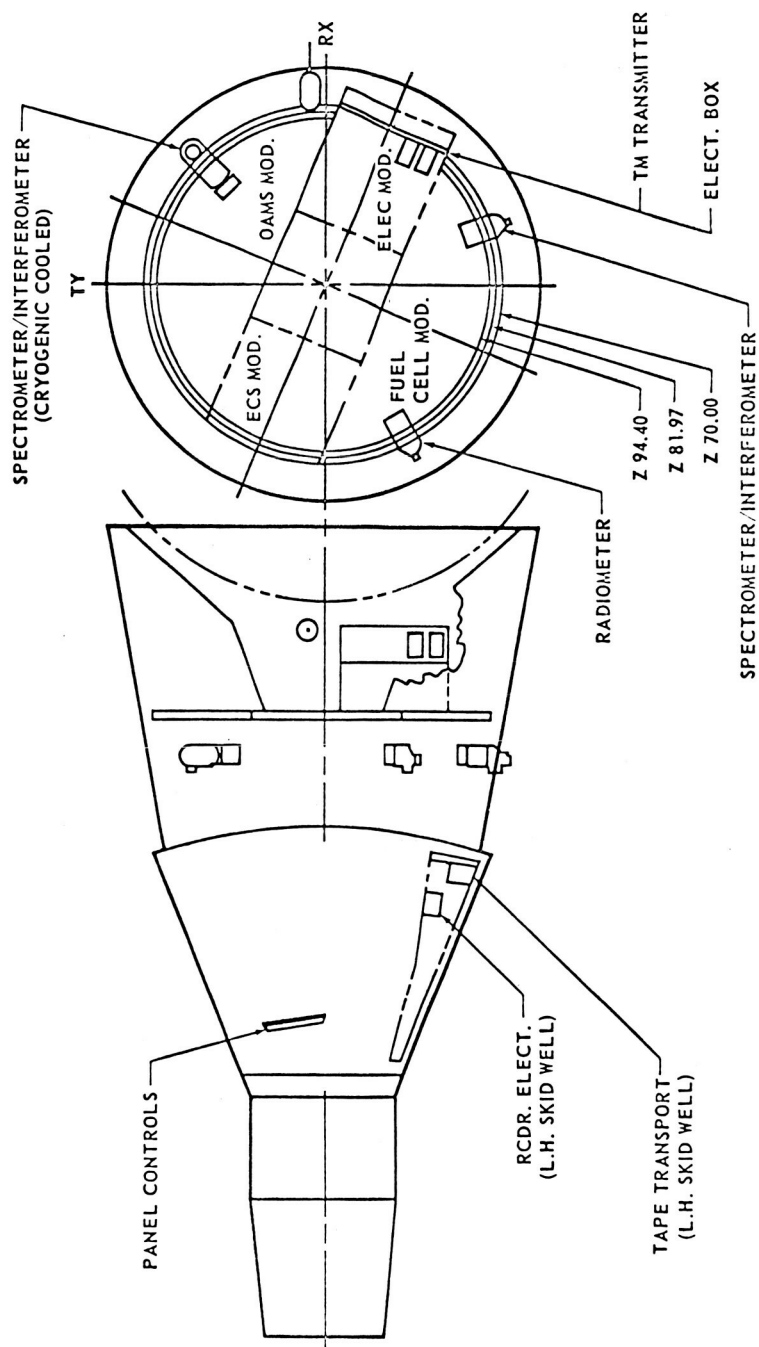 SPECTROMETER/INTERFEROMETER
(CRYOGENIC COOLED)
TY
RX
OAMS MOD.
ECS MOD.
ELEC MOD.
FUEL
CELL MOD.
PANEL CONTROLS
RCDR. ELECT.
(L.H. SKID WELL)
TAPE TRANSPORT
(L.H. SKID WELL)
RADIOMETER
Z 94.40
Z 81.97
Z 70.00
SPECTROMETER/INTERFEROMETER
TM TRANSMITTER
ELECT. BOX